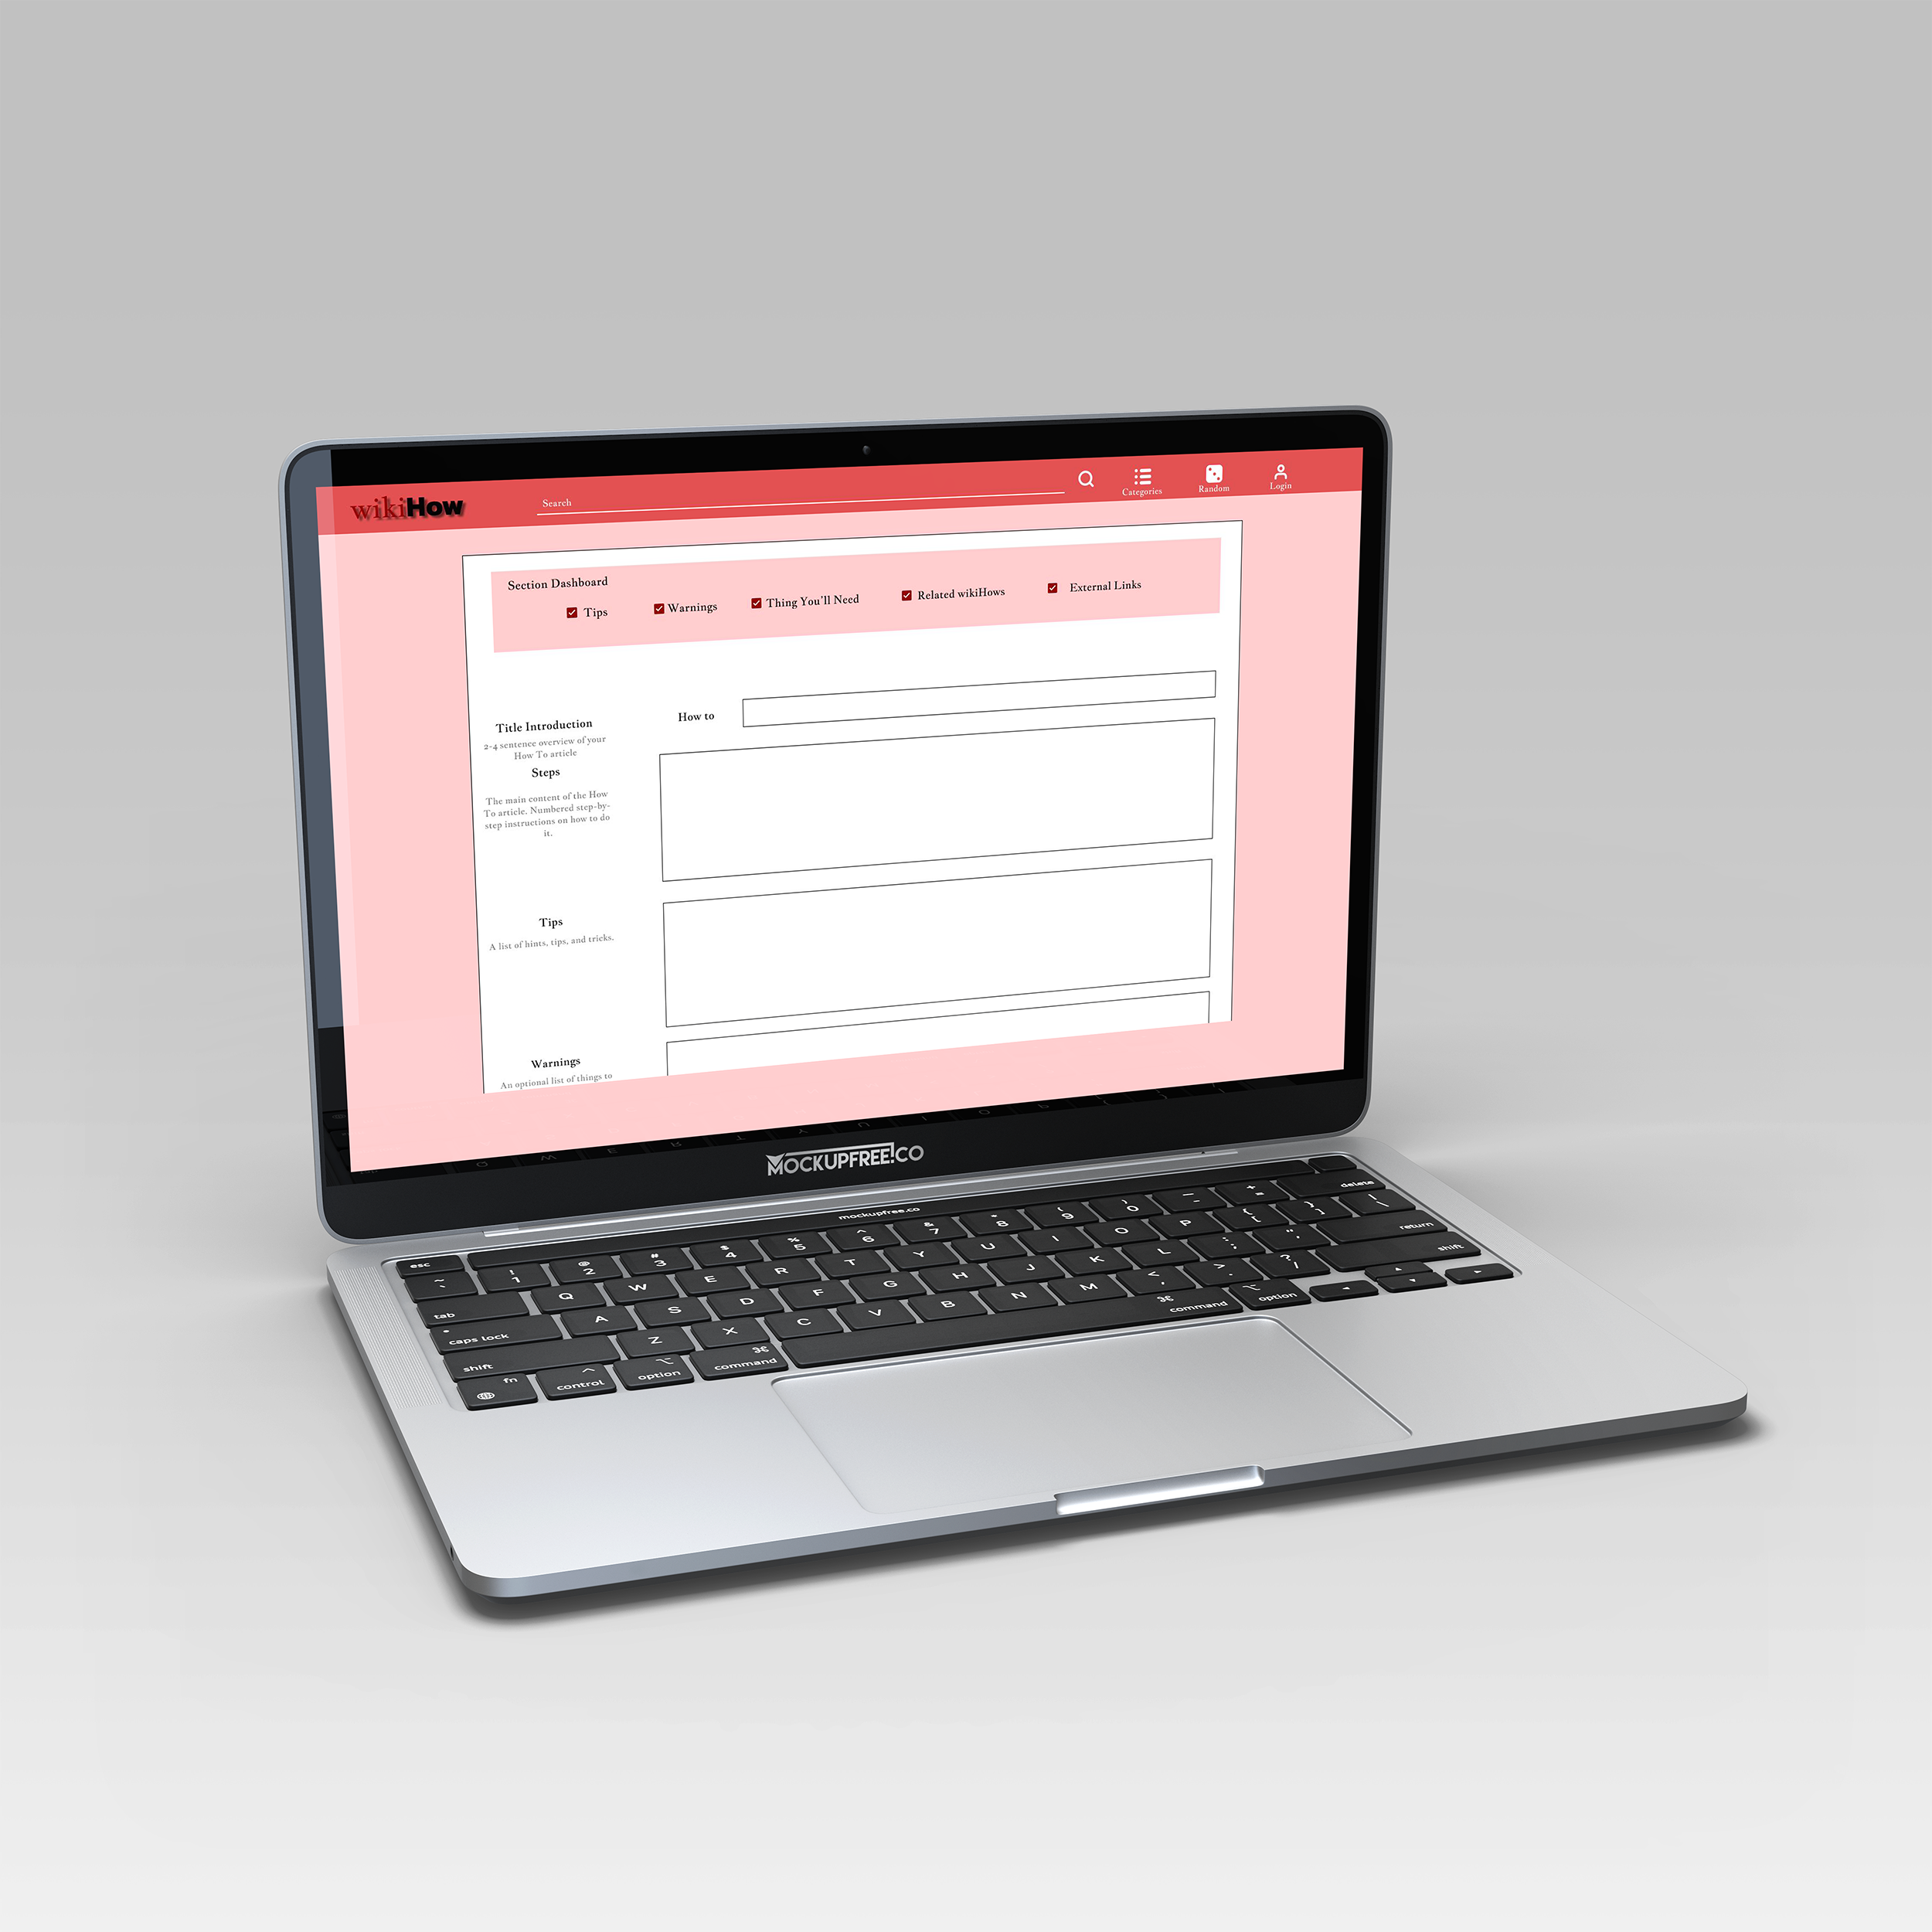 wikiHow
Search
Categories
Random
Login
Section Dashboard
Tips
Warnings
Thing You'll Need
Related wikiHows
External Links
Title Introduction
2-4 sentence overview of your
How To article
How to
Steps
The main content of the How
To article. Numbered step-by-
step instructions on how to do
it.
Tips
A list of hints, tips, and tricks.
Warnings
An optional list of things to
MOCKUPFREE!CO
mockupfree.co
esc
~ `
! 1
@ 2
# 3
$ 4
% 5
^ 6
& 7
* 8
( 9
) 0
_ -
+ =
delete
tab
Q W E R T Y U I O P { [ } ] | \
caps lock
A S D F G H J K L : ; " '
return
shift
Z X C V B N M < , > . ? /
shift
fn
control
option
command
command
option